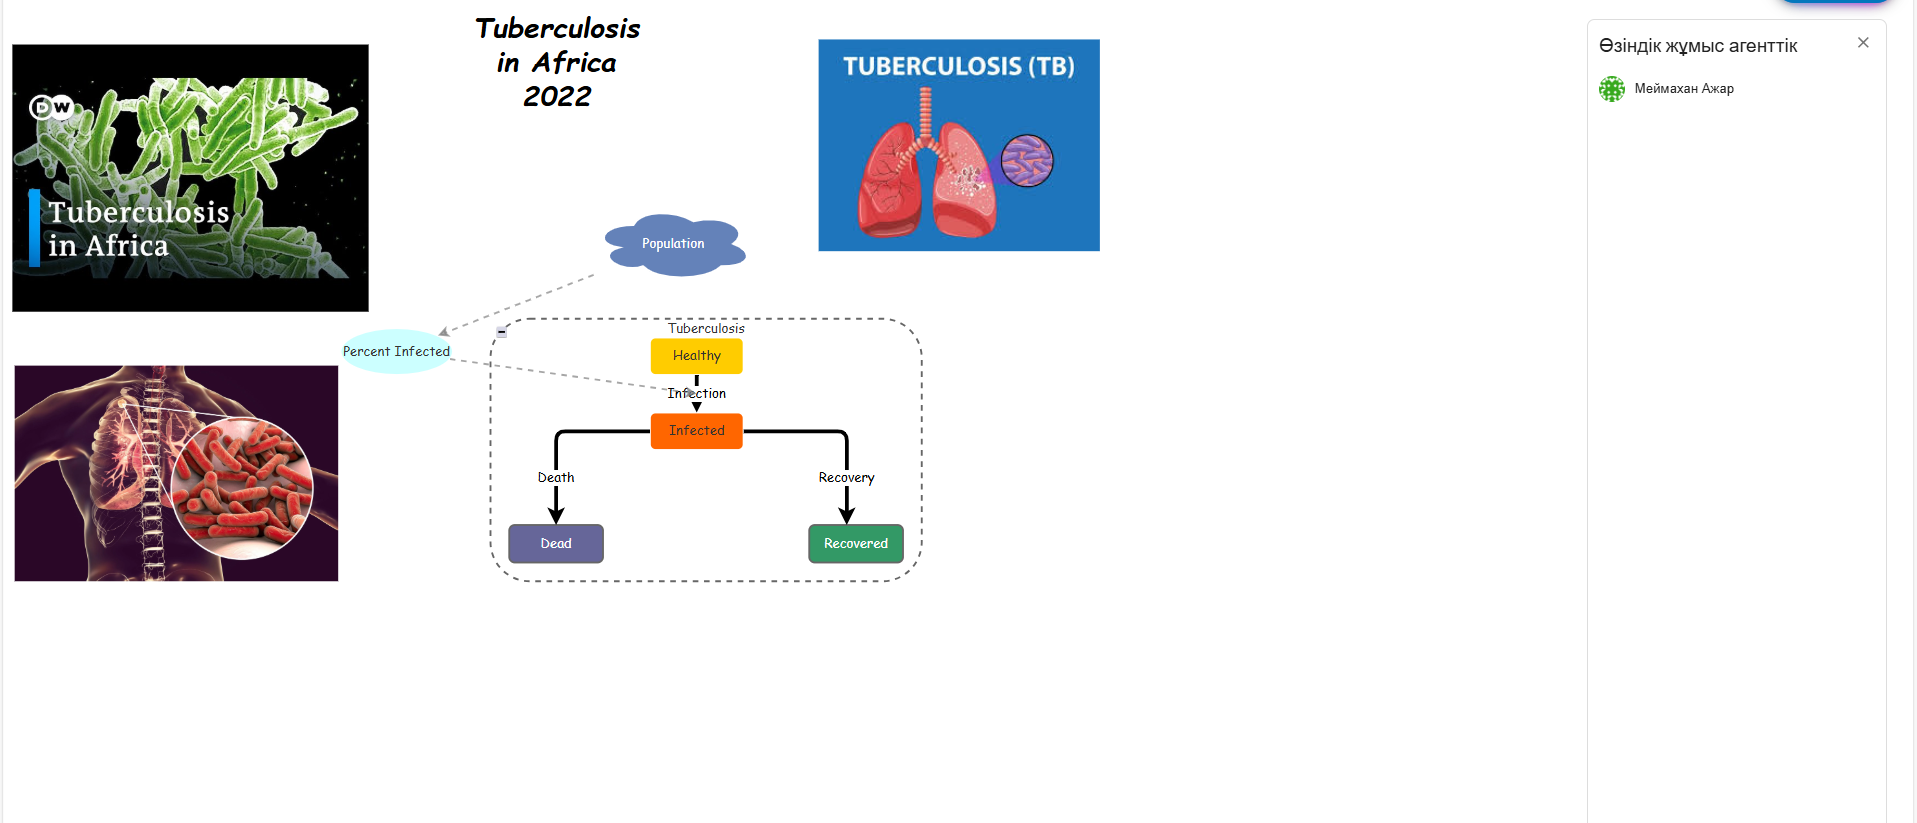 Tuberculosis
in Africa
2022
DW
Tuberculosis
in Africa
TUBERCULOSIS (TB)
Population
Percent Infected
Tuberculosis
Healthy
Infection
Infected
Death
Recovery
Dead
Recovered
Өзіндік жұмыс агенттік
Меймахан Ажар